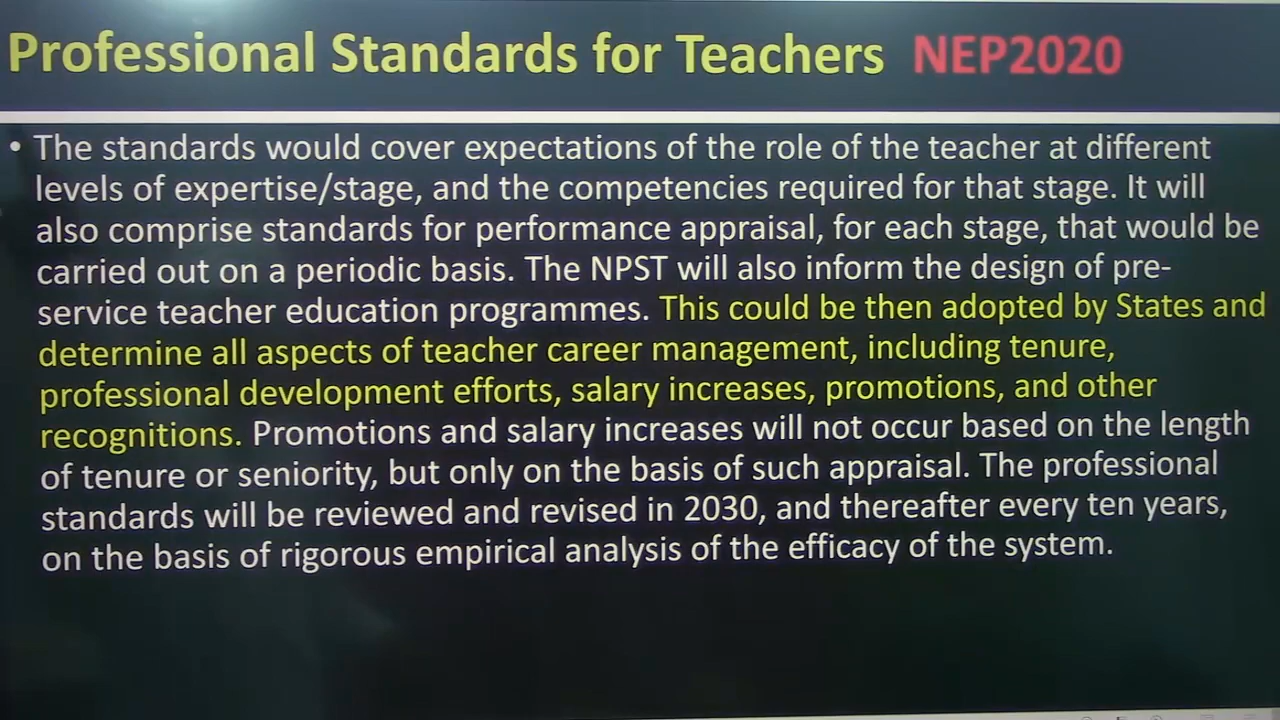 Professional Standards for Teachers NEP2020
• The standards would cover expectations of the role of the teacher at different
levels of expertise/stage, and the competencies required for that stage. It will
also comprise standards for performance appraisal, for each stage, that would be
carried out on a periodic basis. The NPST will also inform the design of pre-
service teacher education programmes. This could be then adopted by States and
determine all aspects of teacher career management, including tenure,
professional development efforts, salary increases, promotions, and other
recognitions. Promotions and salary increases will not occur based on the length
of tenure or seniority, but only on the basis of such appraisal. The professional
standards will be reviewed and revised in 2030, and thereafter every ten years,
on the basis of rigorous empirical analysis of the efficacy of the system.